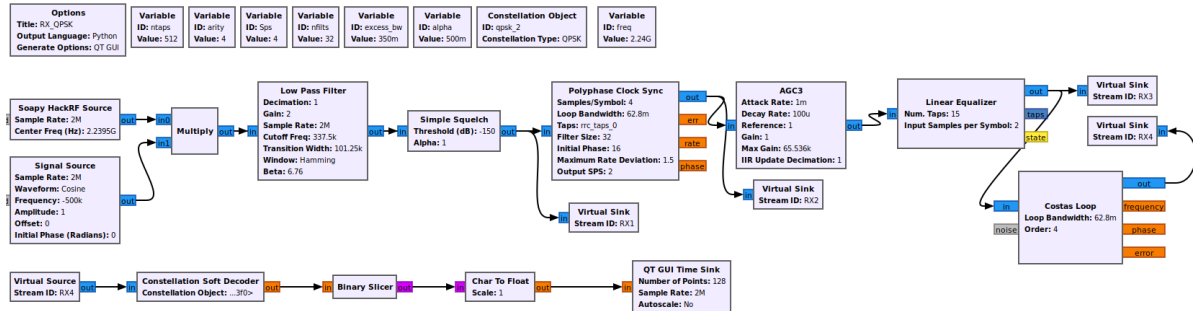 Options
Title: RX_QPSK
Output Language: Python
Generate Options: QT GUI
Variable
ID: ntaps
Value: 512
Variable
ID: arity
Value: 4
Variable
ID: Sps
Value: 4
Variable
ID: nfilts
Value: 32
Variable
ID: excess_bw
Value: 350m
Variable
ID: alpha
Value: 500m
Constellation Object
ID: qpsk_2
Constellation Type: QPSK
Variable
ID: freq
Value: 2.24G
Soapy HackRF Source
Sample Rate: 2M
Center Freq (Hz): 2.2395G
out
Signal Source
Sample Rate: 2M
Waveform: Cosine
Frequency: -500k
Amplitude: 1
Offset: 0
Initial Phase (Radians): 0
out
in0
in1
Multiply
out
in
Low Pass Filter
Decimation: 1
Gain: 2
Sample Rate: 2M
Cutoff Freq: 337.5k
Transition Width: 101.25k
Window: Hamming
Beta: 6.76
out
in
Simple Squelch
Threshold (dB): -150
Alpha: 1
out
in
Polyphase Clock Sync
Samples/Symbol: 4
Loop Bandwidth: 62.8m
Taps: rrc_taps_0
Filter Size: 32
Initial Phase: 16
Maximum Rate Deviation: 1.5
Output SPS: 2
out
err
rate
phase
in
Virtual Sink
Stream ID: RX1
in
AGC3
Attack Rate: 1m
Decay Rate: 100u
Reference: 1
Gain: 1
Max Gain: 65.536k
IIR Update Decimation: 1
out
in
Virtual Sink
Stream ID: RX2
in
Linear Equalizer
Num. Taps: 15
Input Samples per Symbol: 2
out
taps
state
in
Virtual Sink
Stream ID: RX3
Virtual Sink
Stream ID: RX4
in
in
noise
Costas Loop
Loop Bandwidth: 62.8m
Order: 4
out
frequency
phase
error
Virtual Source
Stream ID: RX4
out
in
Constellation Soft Decoder
Constellation Object: ...3f0>
out
in
Binary Slicer
out
in
Char To Float
Scale: 1
out
in
QT GUI Time Sink
Number of Points: 128
Sample Rate: 2M
Autoscale: No